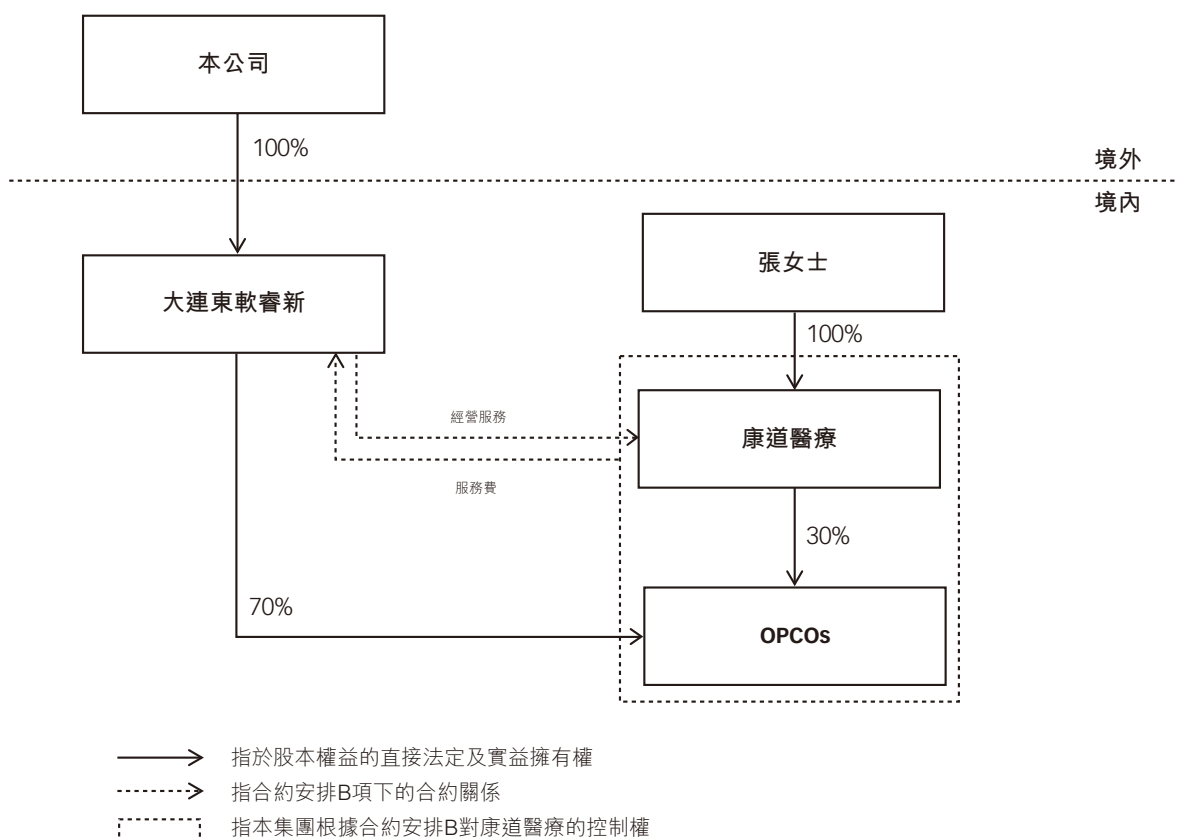 本公司
100%
境外
境內
張女士
大連東軟睿新
100%
經營服務
康道醫療
服務費
30%
70%
OPCOs
指於股本權益的直接法定及實益擁有權
指合約安排B項下的合約關係
指本集團根據合約安排B對康道醫療的控制權